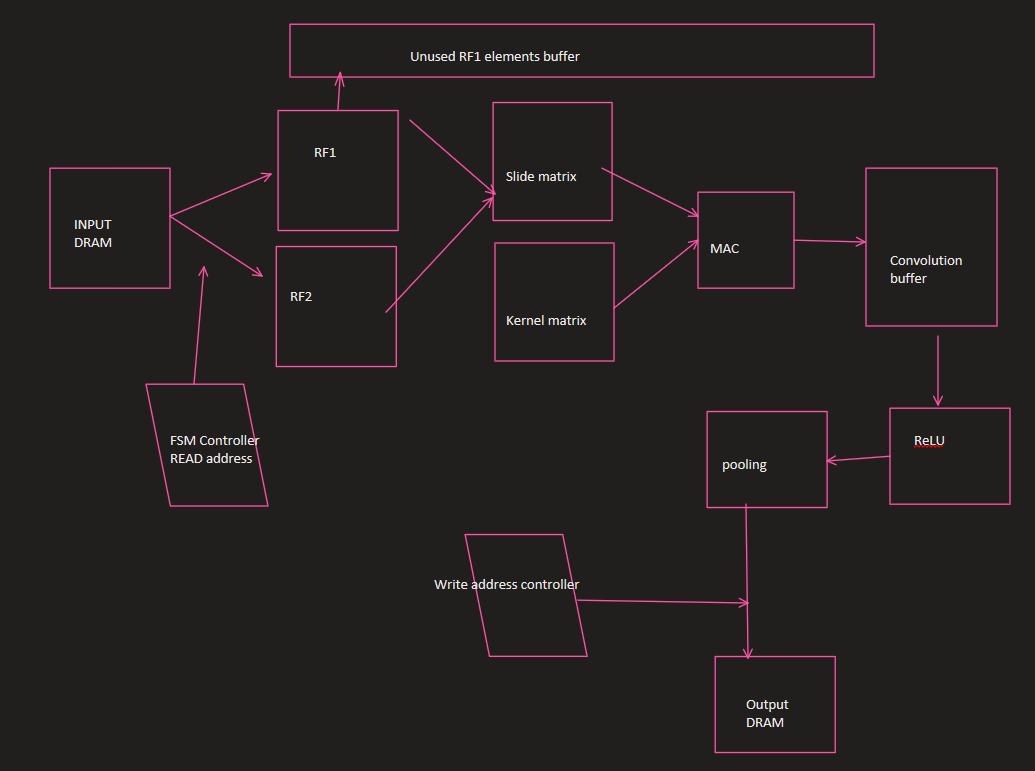 Unused RF1 elements buffer
RF1
Slide matrix
INPUT
DRAM
MAC
Convolution
buffer
RF2
Kernel matrix
FSM Controller
READ address
ReLU
pooling
Write address controller
Output
DRAM